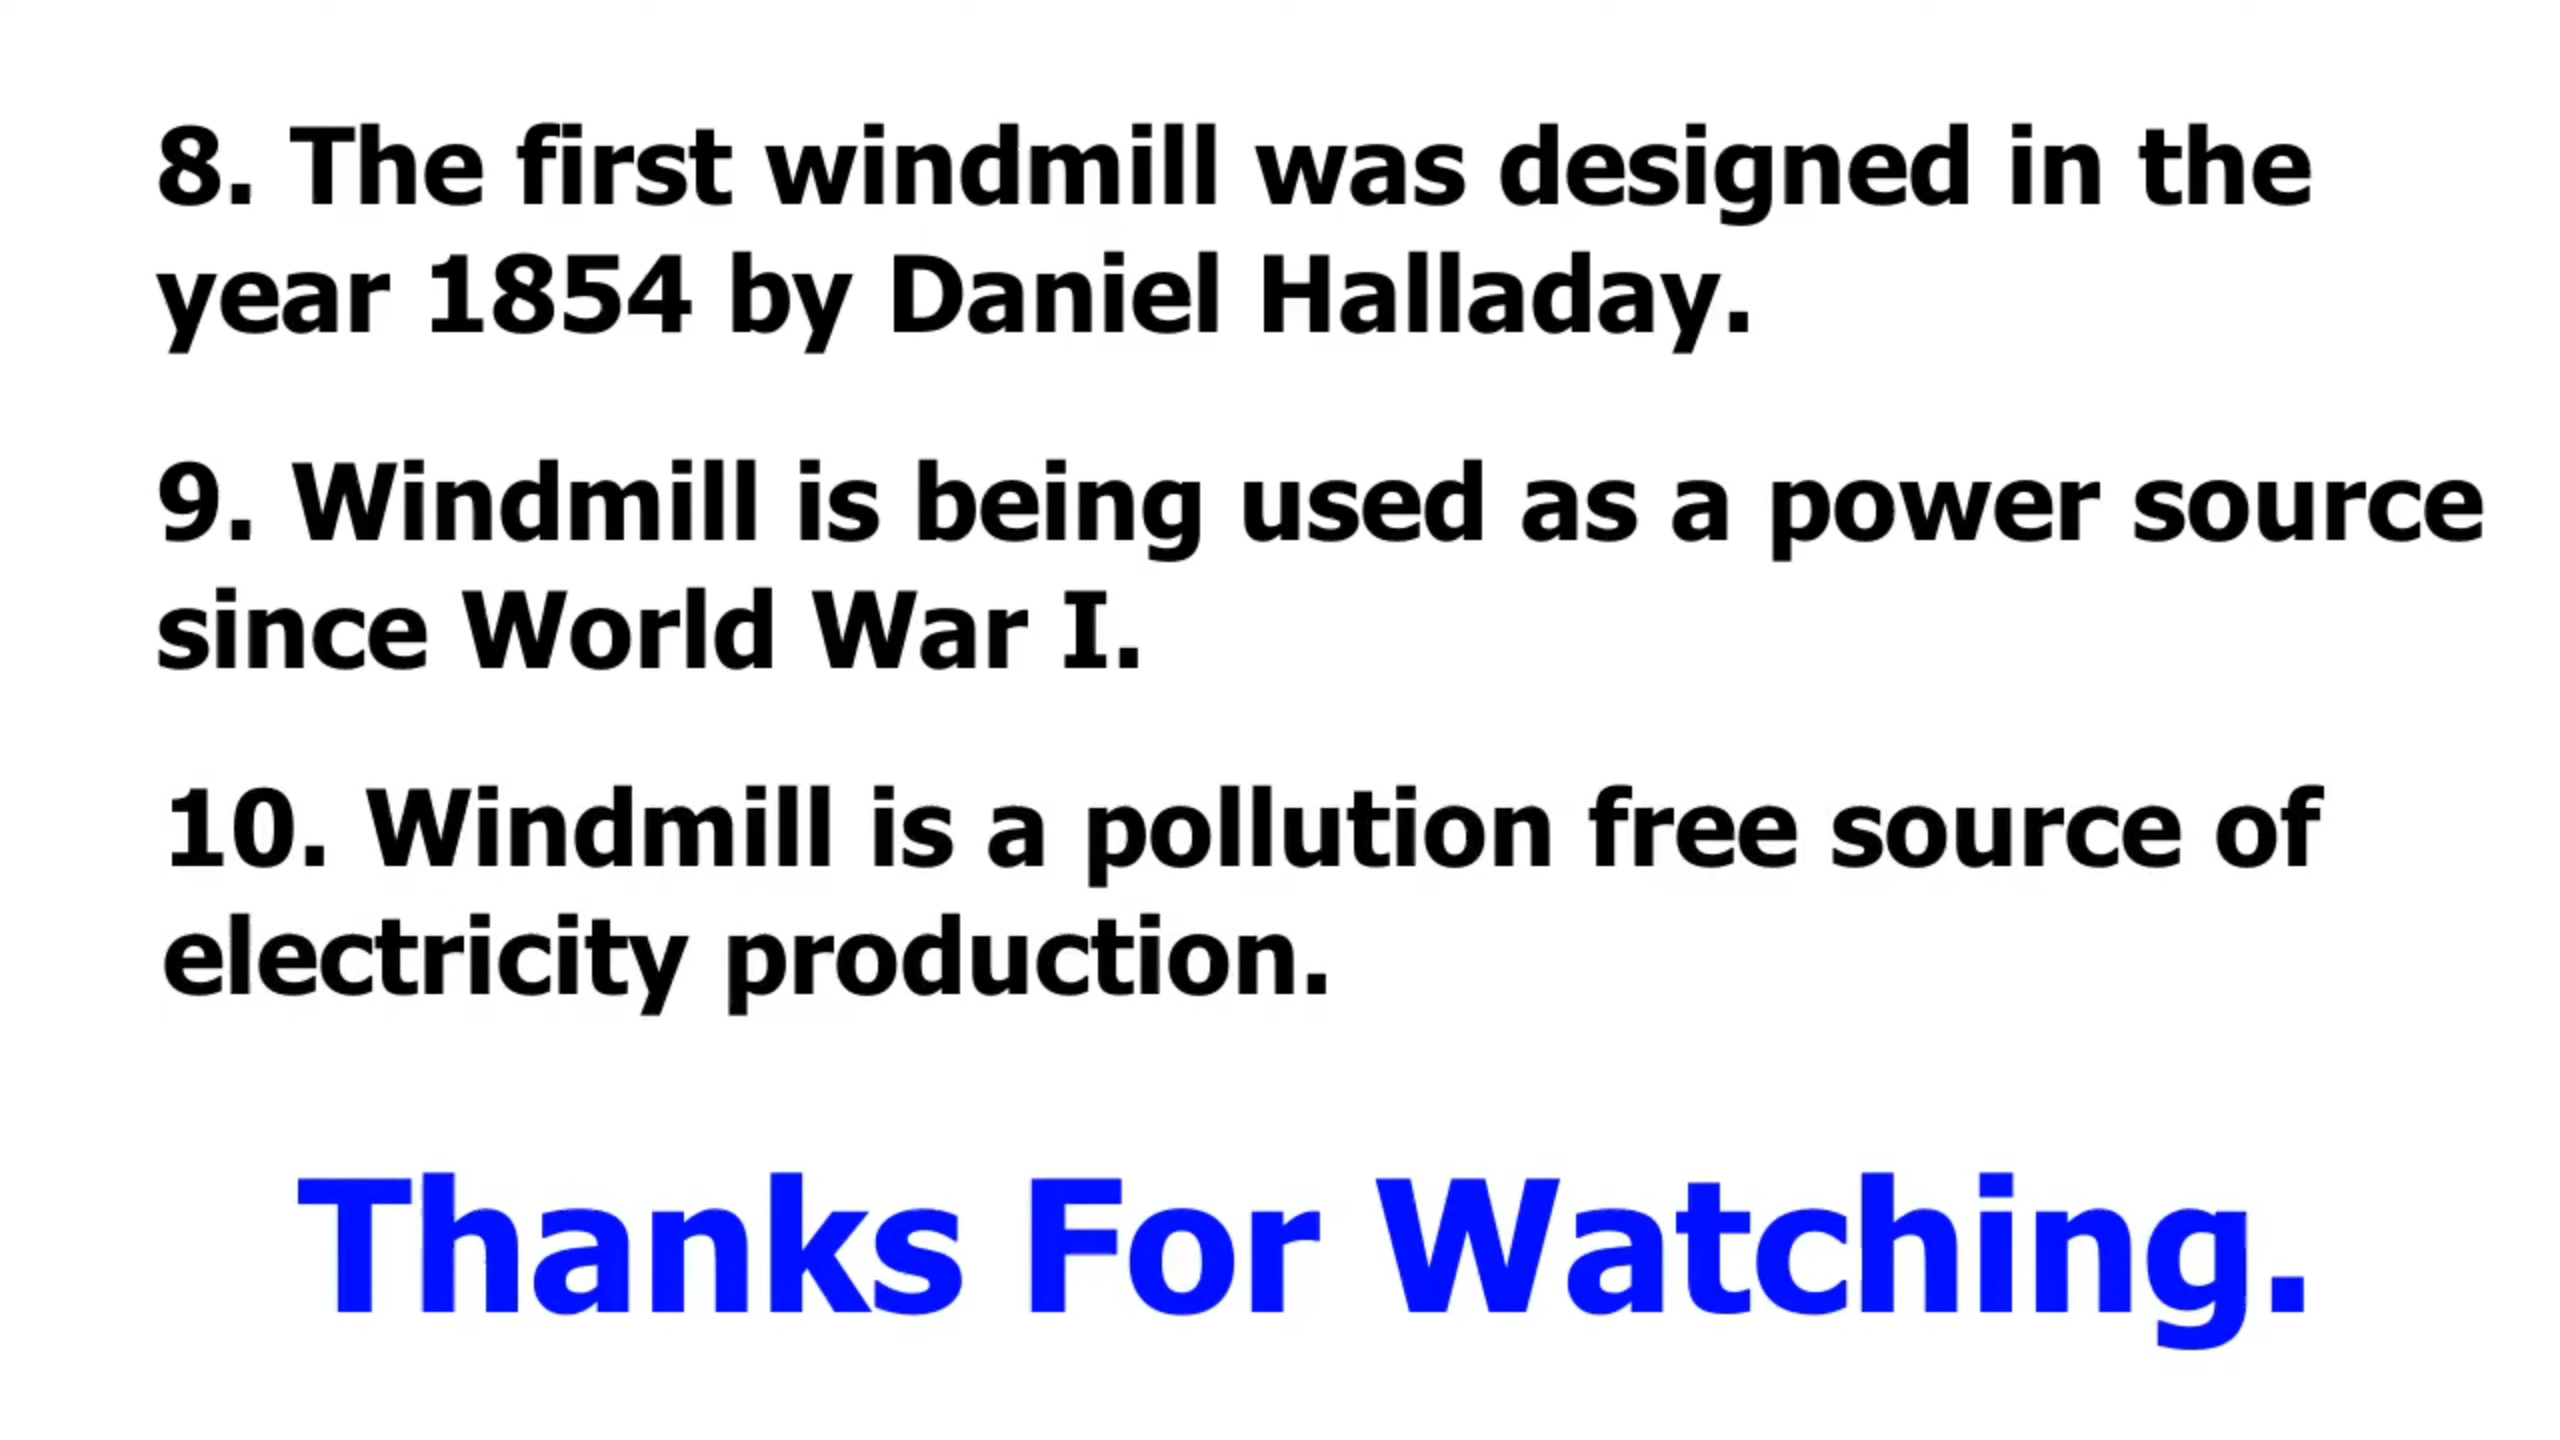 8. The first windmill was designed in the
year 1854 by Daniel Halladay.
9. Windmill is being used as a power source
since World War I.
10. Windmill is a pollution free source of
electricity production.
Thanks For Watching.